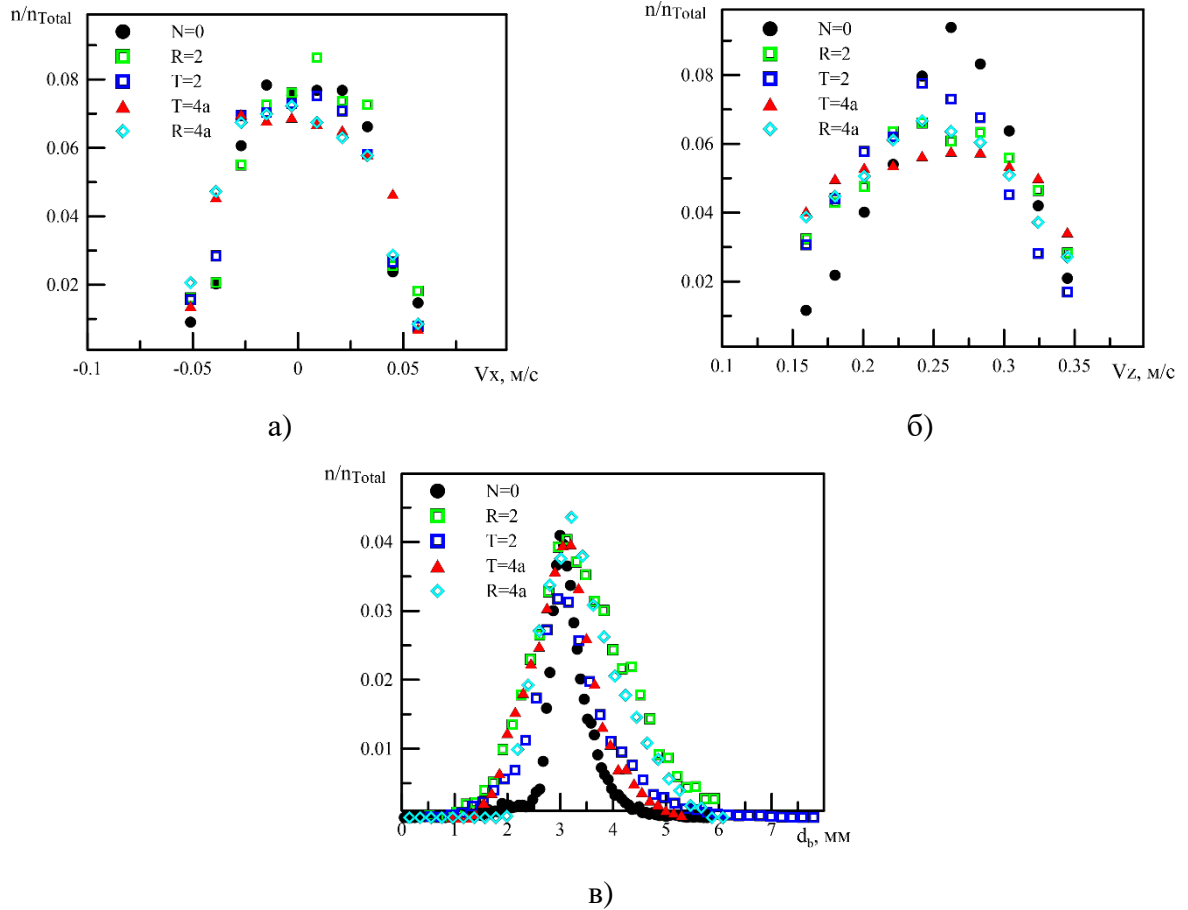 n/nTotal
N=0
R=2
T=2
T=4a
R=4a
0.08
0.06
0.04
0.02
-0.1
-0.05
0
0.05
Vx, м/с
а)
n/nTotal
N=0
R=2
T=2
T=4a
R=4a
0.08
0.06
0.04
0.02
0.1
0.15
0.2
0.25
0.3
0.35
Vz, м/с
б)
n/nTotal
N=0
R=2
T=2
T=4a
R=4a
0.04
0.03
0.02
0.01
0
1
2
3
4
5
6
7
db, мм
в)